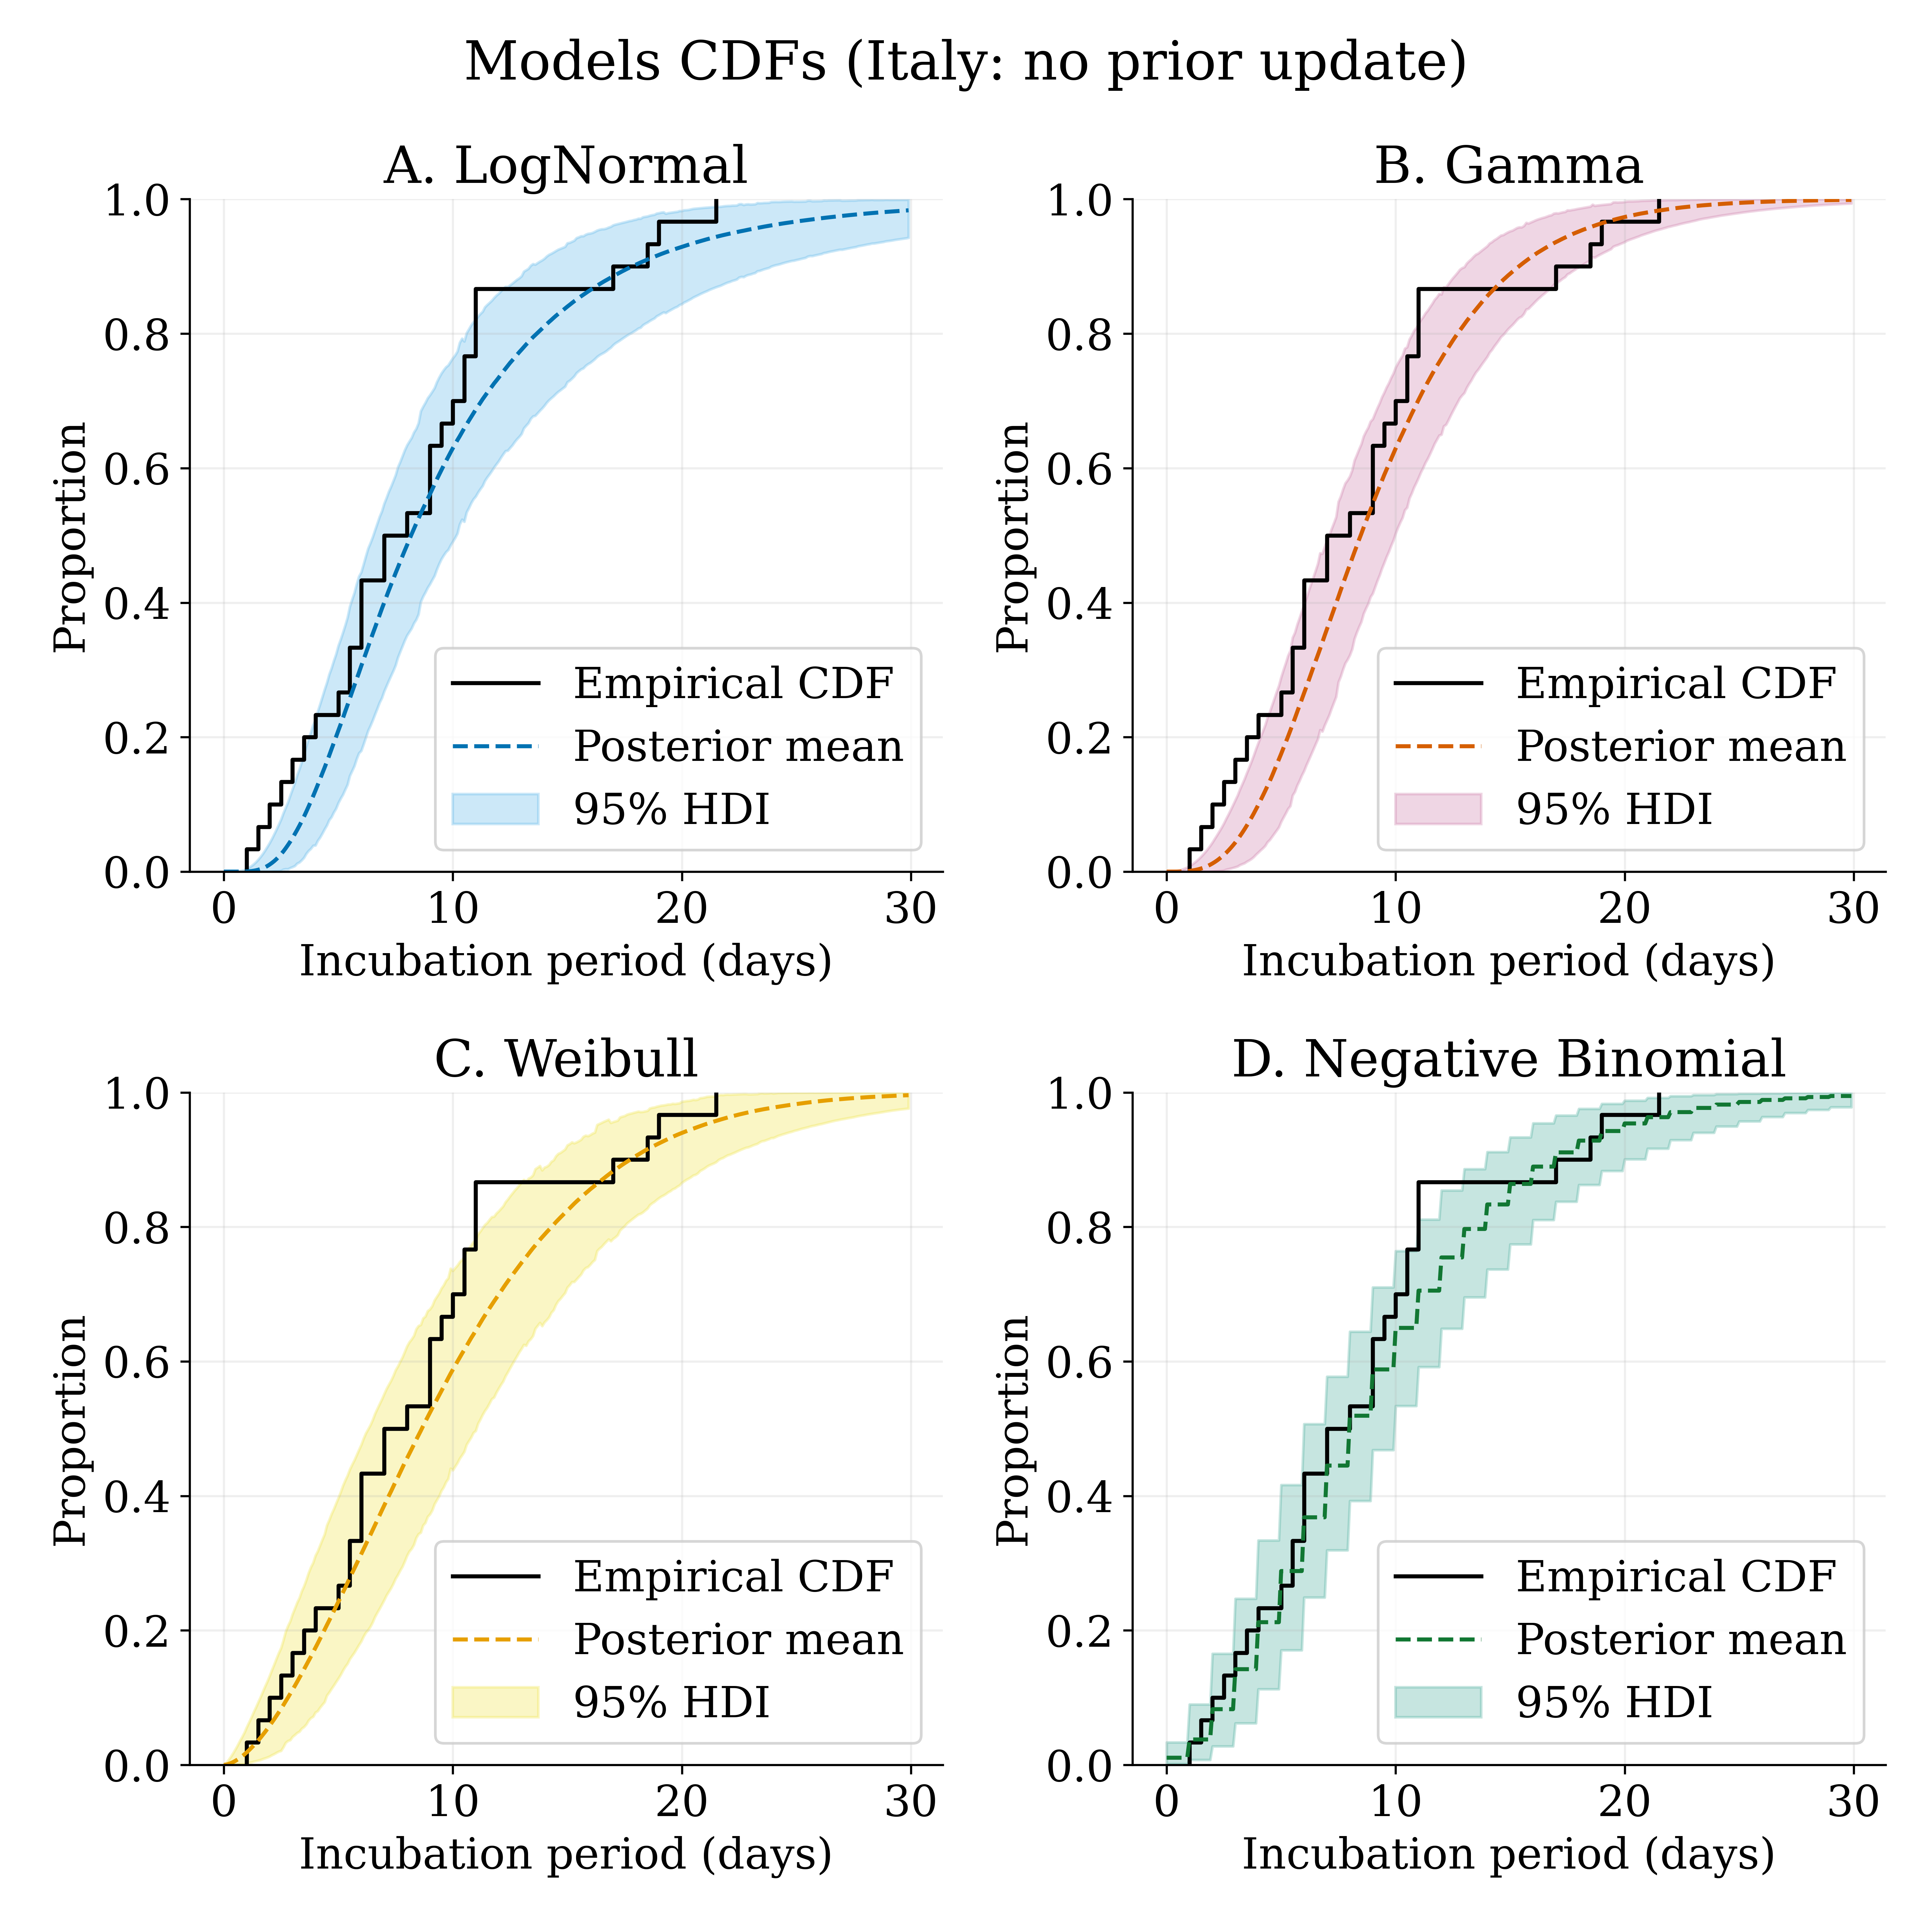 Models CDFs (Italy: no prior update)
A. LogNormal
1.0
0.8
0.6
0.4
0.2
0.0
Proportion
0 10 20 30
Incubation period (days)
Empirical CDF
Posterior mean
95% HDI
B. Gamma
1.0
0.8
0.6
0.4
0.2
0.0
Proportion
0 10 20 30
Incubation period (days)
Empirical CDF
Posterior mean
95% HDI
C. Weibull
1.0
0.8
0.6
0.4
0.2
0.0
Proportion
0 10 20 30
Incubation period (days)
Empirical CDF
Posterior mean
95% HDI
D. Negative Binomial
1.0
0.8
0.6
0.4
0.2
0.0
Proportion
0 10 20 30
Incubation period (days)
Empirical CDF
Posterior mean
95% HDI